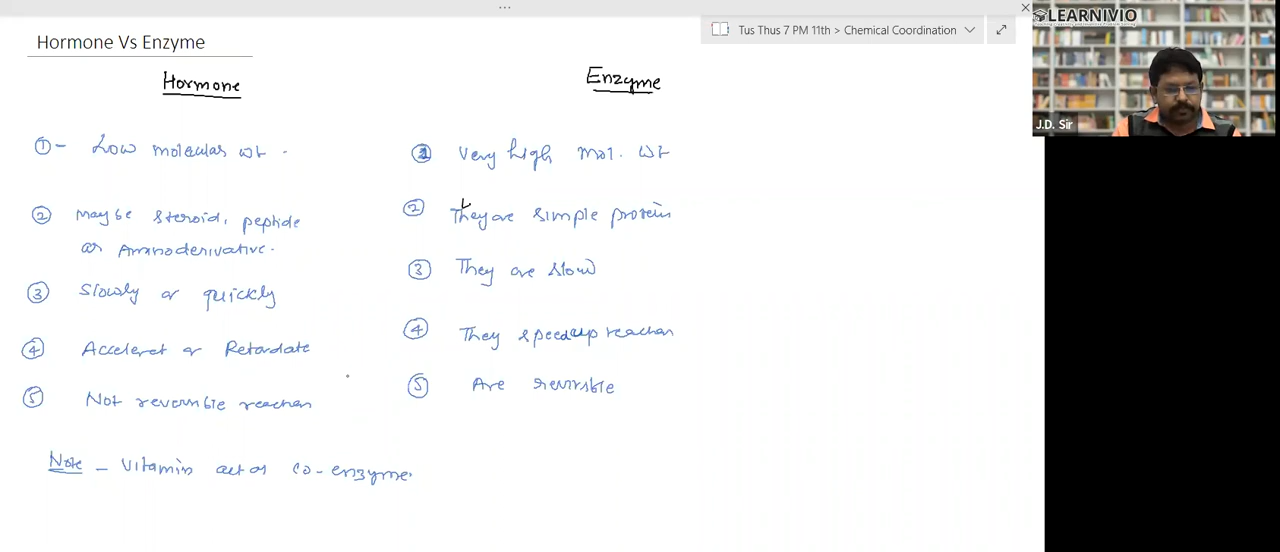 Tus Thus 7 PM 11th > Chemical Coordination
LEARNIVIO
J.D. Sir
Hormone Vs Enzyme
Hormone
Enzyme
① - Low molecular wt -
① Very high mol. wt
② May be steroid, peptide
or Aminoderivative.
② They are simple protein
③ Slowly or quickly
③ They are slow
④ Acceleret or Retardate
④ They speedup reaction
⑤ Not reversible reaction
⑤ Are reversible
Note - Vitamin act as co-enzyme.